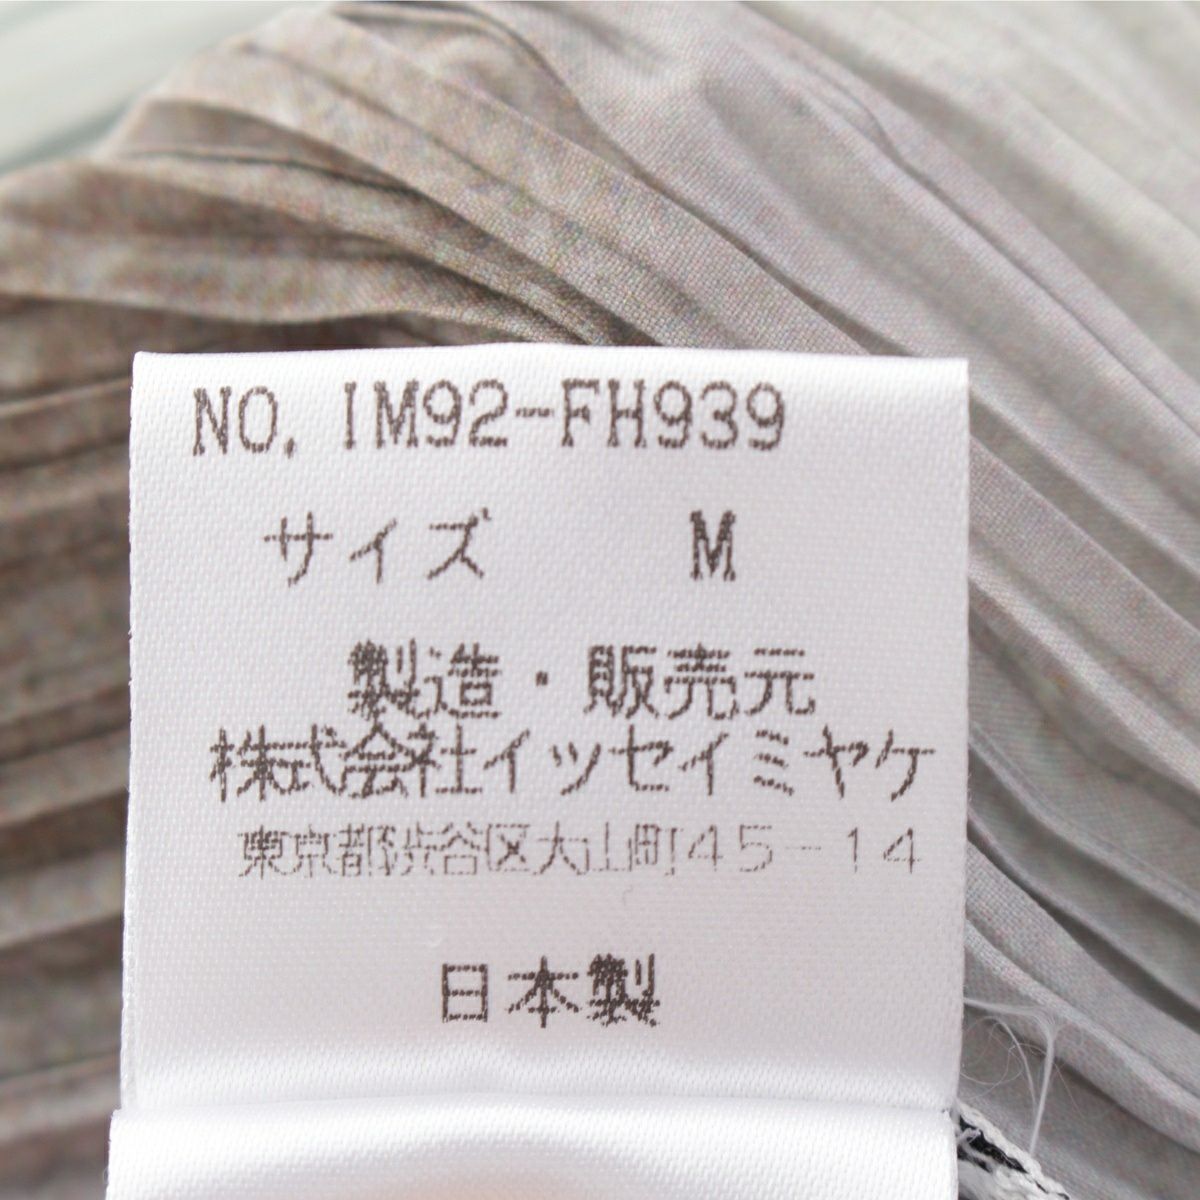 NO. IM92-FH939
サイズ M
製造・販売元
株式会社イッセイミヤケ
東京都渋谷区大山町45-14
日本製